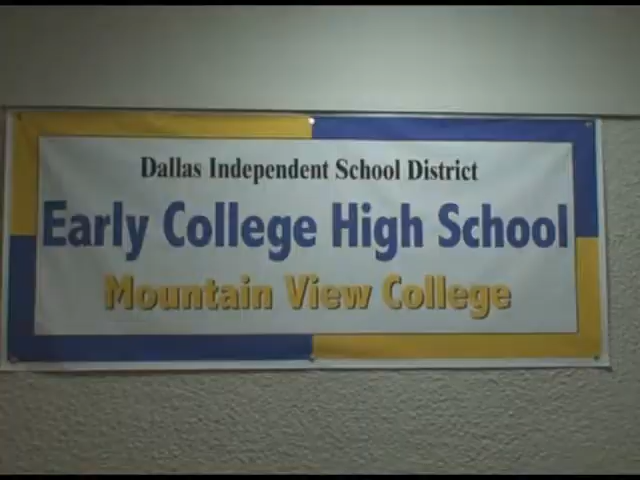 Dallas Independent School District
Early College High School
Mountain View College